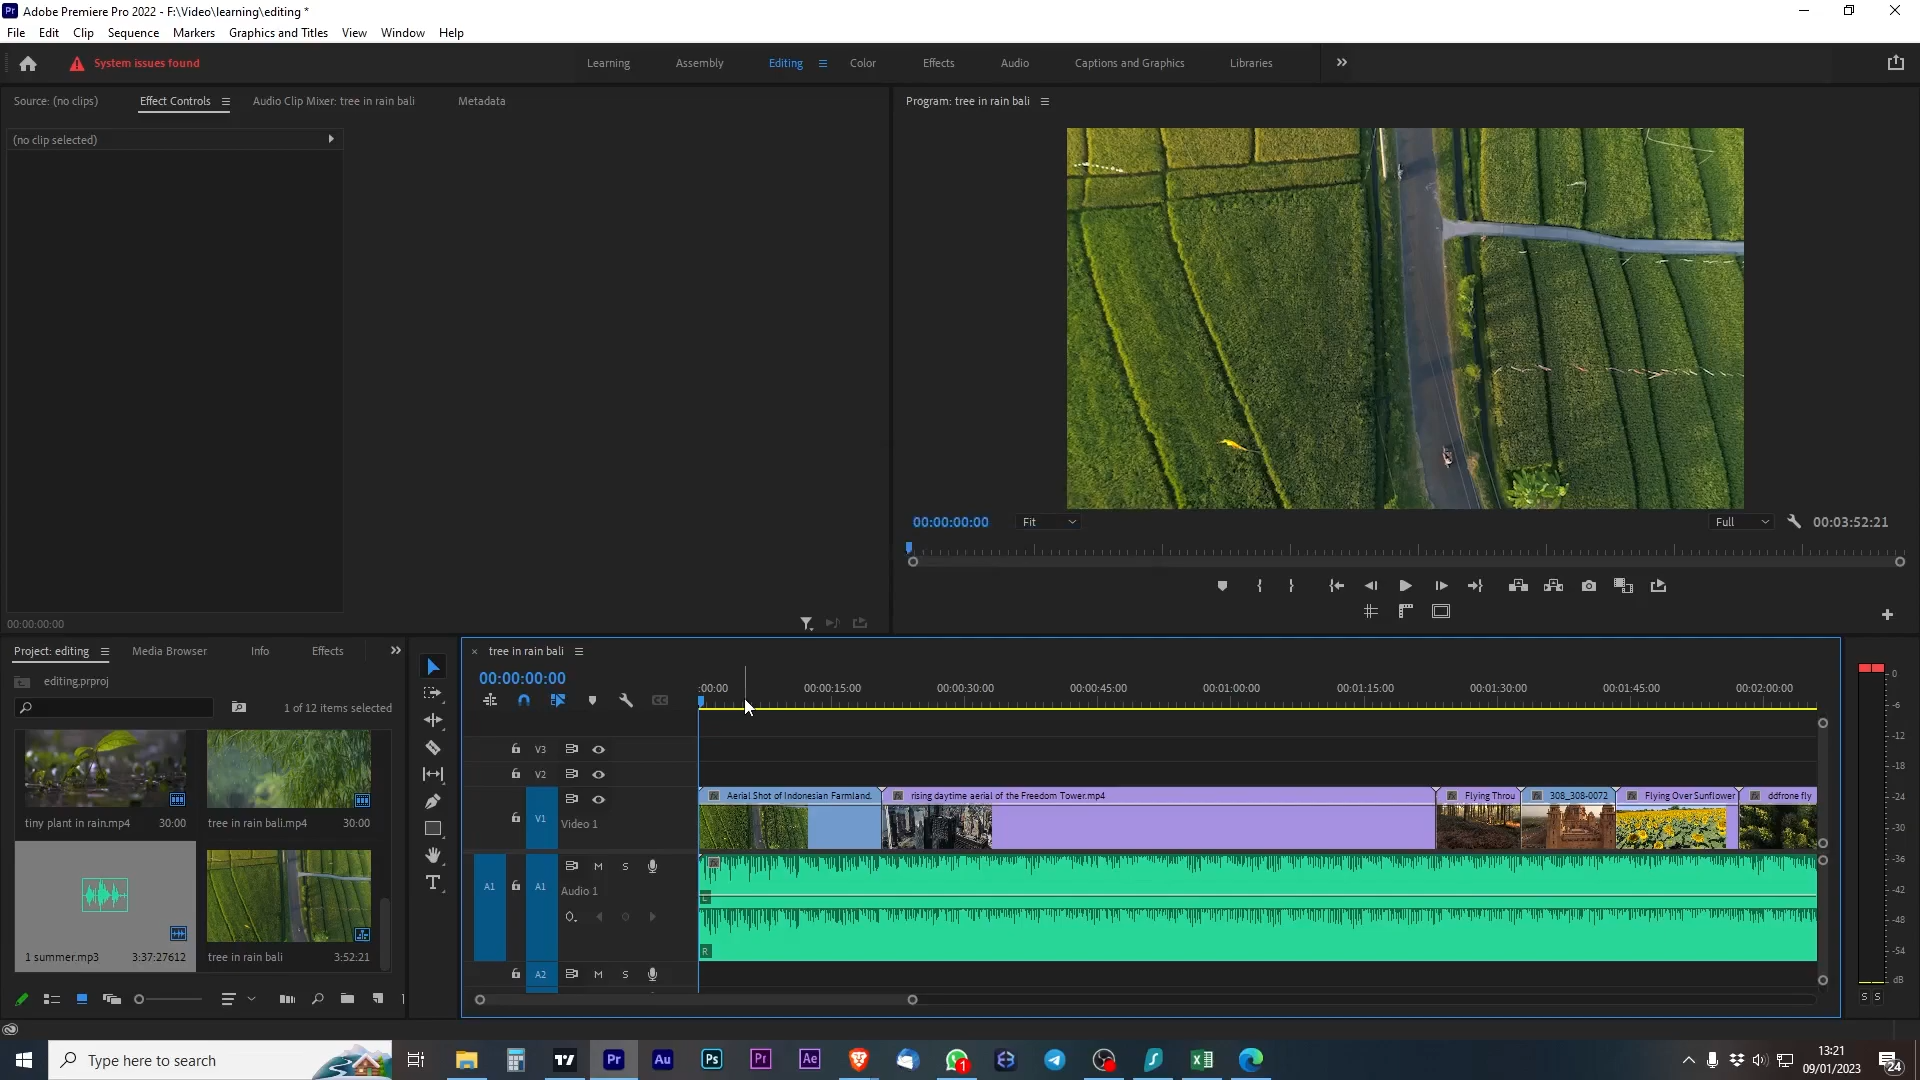 Adobe Premiere Pro 2022 - F:\Video\learning\editing *
File Edit Clip Sequence Markers Graphics and Titles View Window Help
System issues found
Learning Assembly Editing Color Effects Audio Captions and Graphics Libraries
Source: (no clips) Effect Controls Audio Clip Mixer: tree in rain bali Metadata
Program: tree in rain bali
(no clip selected)
00:00:00:00 Fit Full 00:03:52:21
00:00:00:00
Project: editing Media Browser Info Effects
editing.prproj
1 of 12 items selected
tiny plant in rain.mp4 30:00
tree in rain bali.mp4 30:00
1 summer.mp3 3:37:27612
tree in rain bali 3:52:21
tree in rain bali
00:00:00:00
:00:00 00:00:15:00 00:00:30:00 00:00:45:00 00:01:00:00 00:01:15:00 00:01:30:00 00:01:45:00 00:02:00:00
V3
V2
V1 Video 1
Aerial Shot of Indonesian Farmland. rising daytime aerial of the Freedom Tower.mp4 Flying Throu 308_308-0072 Flying Over Sunflower ddfrone fly
A1 A1 M S
Audio 1
L
R
A2 M S
0
-6
-12
-18
-24
-30
-36
-42
-48
-54
dB
S S
Type here to search
Pr Au Ps Pr Ae
1
13:21
09/01/2023
24